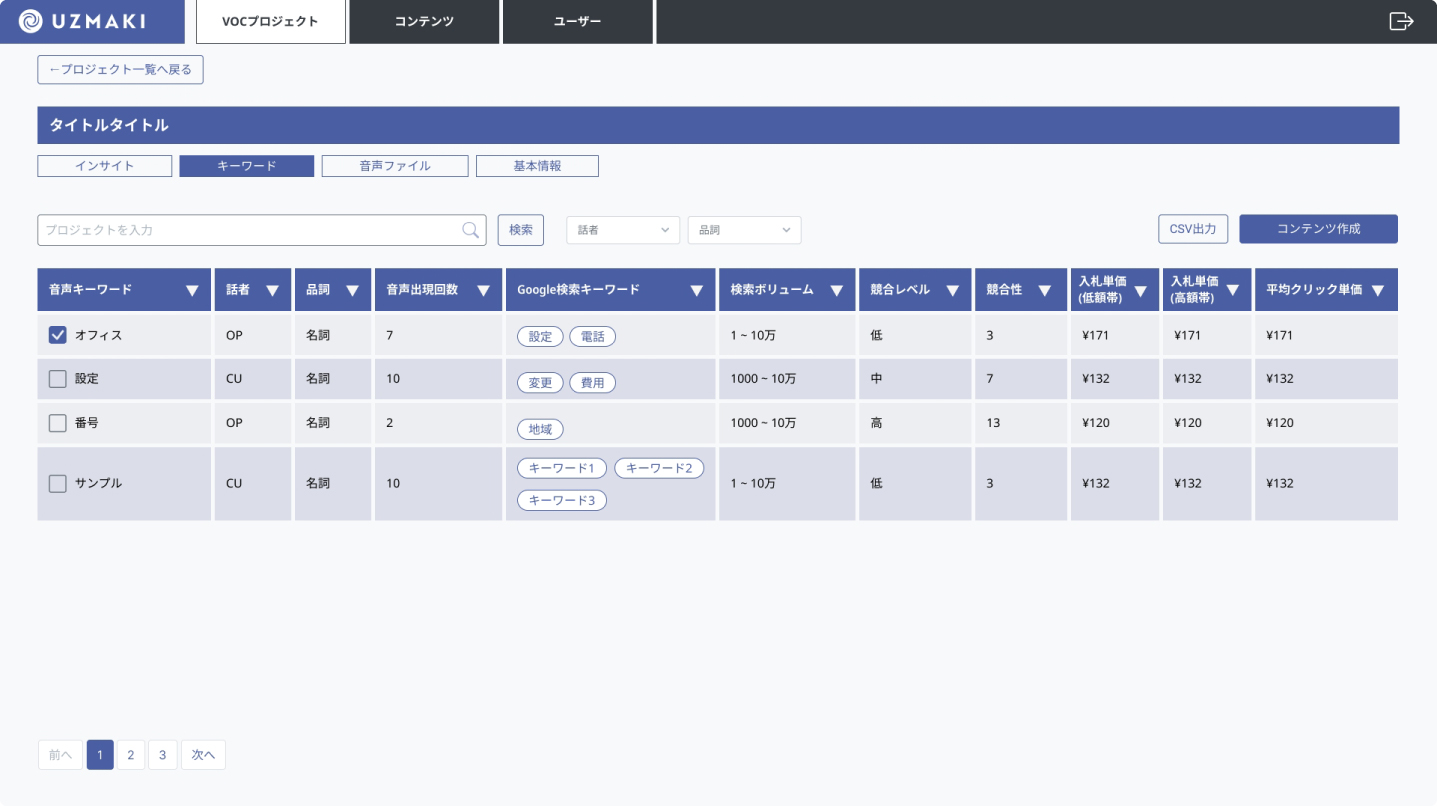 UZMAKI VOCプロジェクト コンテンツ ユーザー
←プロジェクト一覧へ戻る
タイトルタイトル
インサイト キーワード 音声ファイル 基本情報
プロジェクトを入力 検索 話者 品詞 CSV出力 コンテンツ作成
音声キーワード ▼ 話者 ▼ 品詞 ▼ 音声出現回数 ▼ Google検索キーワード ▼ 検索ボリューム ▼ 競合レベル ▼ 競合性 ▼ 入札単価 (低額帯) ▼ 入札単価 (高額帯) ▼ 平均クリック単価 ▼
オフィス OP 名詞 7 設定 電話 1 ~ 10万 低 3 ¥171 ¥171 ¥171
設定 CU 名詞 10 変更 費用 1000 ~ 10万 中 7 ¥132 ¥132 ¥132
番号 OP 名詞 2 地域 1000 ~ 10万 高 13 ¥120 ¥120 ¥120
サンプル CU 名詞 10 キーワード1 キーワード2 キーワード3 1 ~ 10万 低 3 ¥132 ¥132 ¥132
前へ 1 2 3 次へ